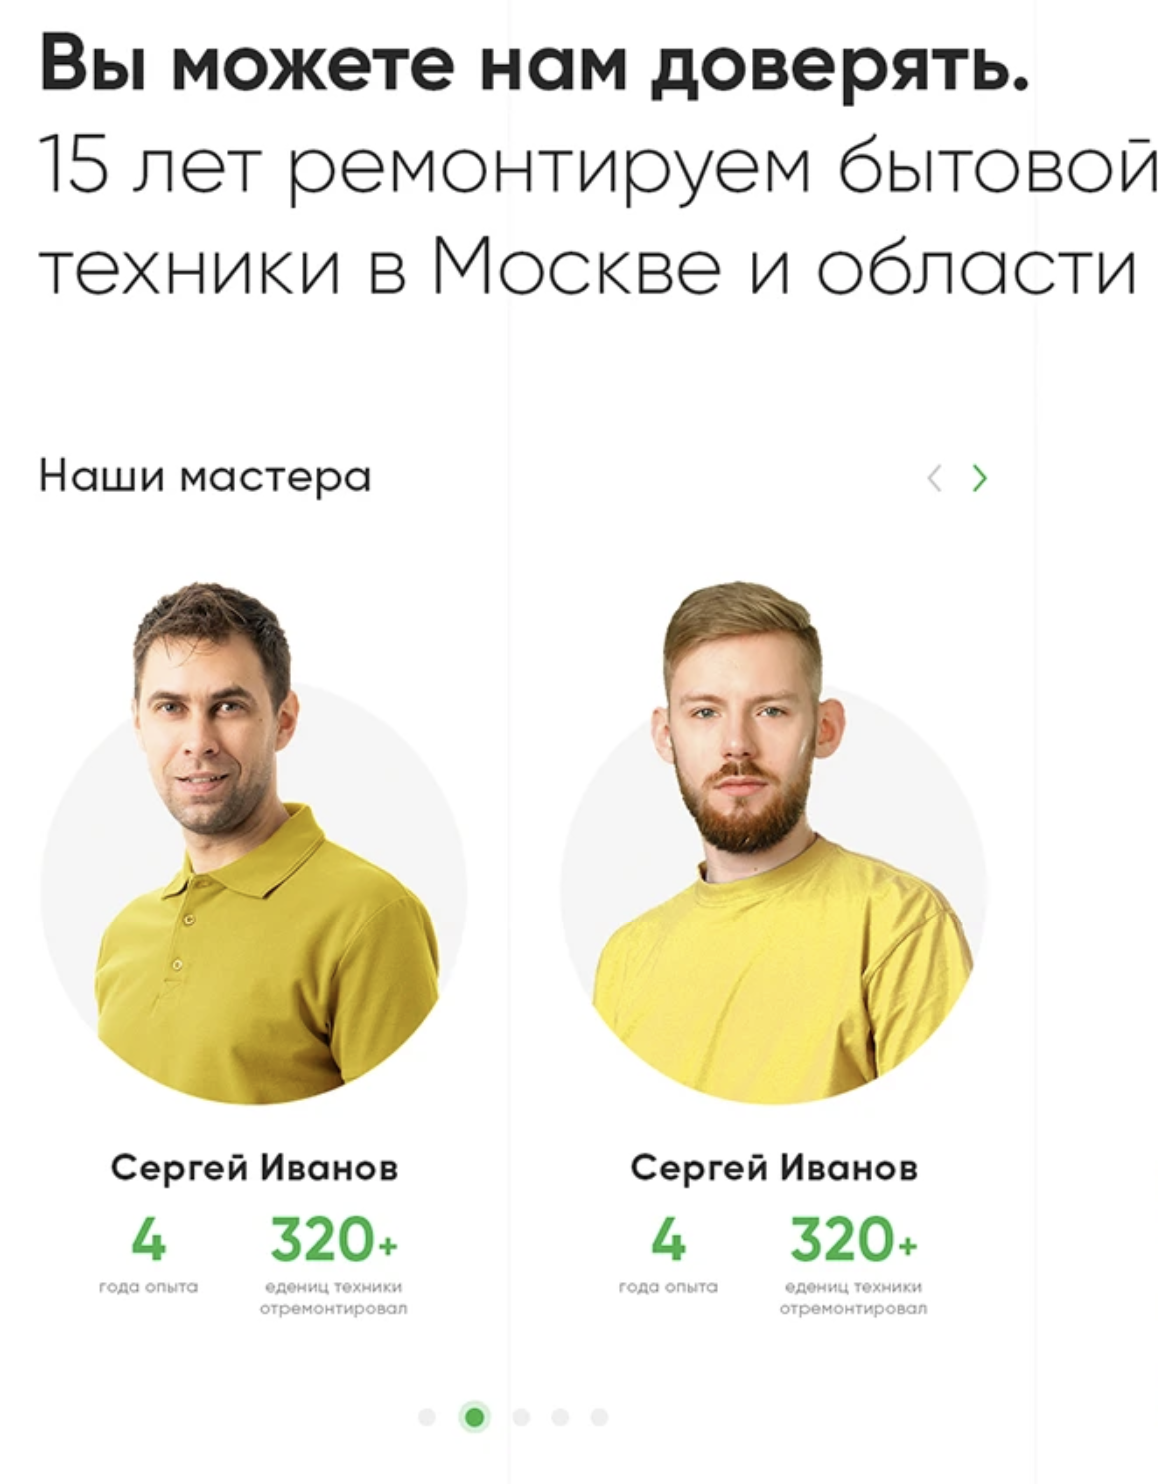 Вы можете нам доверять.
15 лет ремонтируем бытовой
техники в Москве и области
Наши мастера
Сергей Иванов
4
года опыта
320+
едениц техники
отремонтировал
Сергей Иванов
4
года опыта
320+
едениц техники
отремонтировал